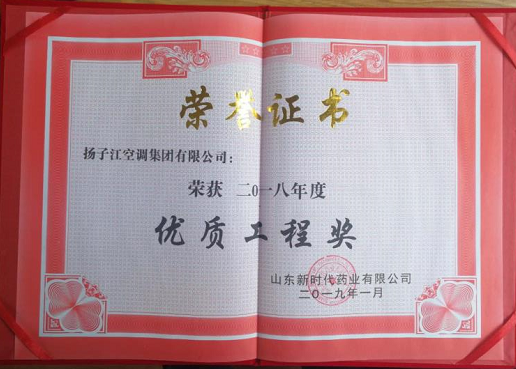 荣誉证书
扬子江空调集团有限公司：
荣获 二〇一八年度
优质工程奖
山东新时代药业有限公司
二〇一九年一月